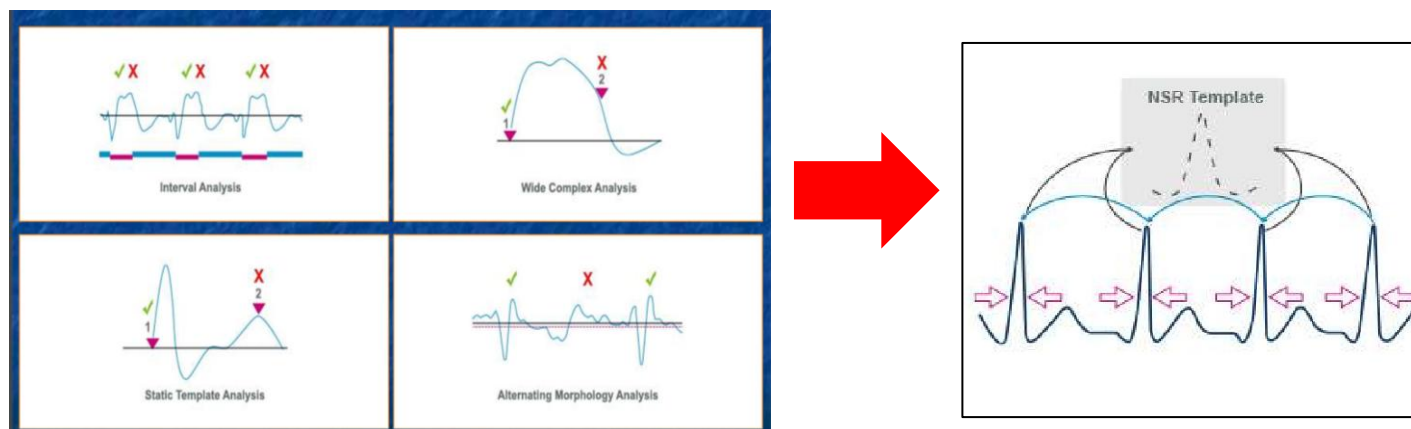 ✓X ✓X ✓X
Interval Analysis
✓
1
X
2
Wide Complex Analysis
✓
1
X
2
Static Template Analysis
✓ X ✓
Alternating Morphology Analysis
NSR Template